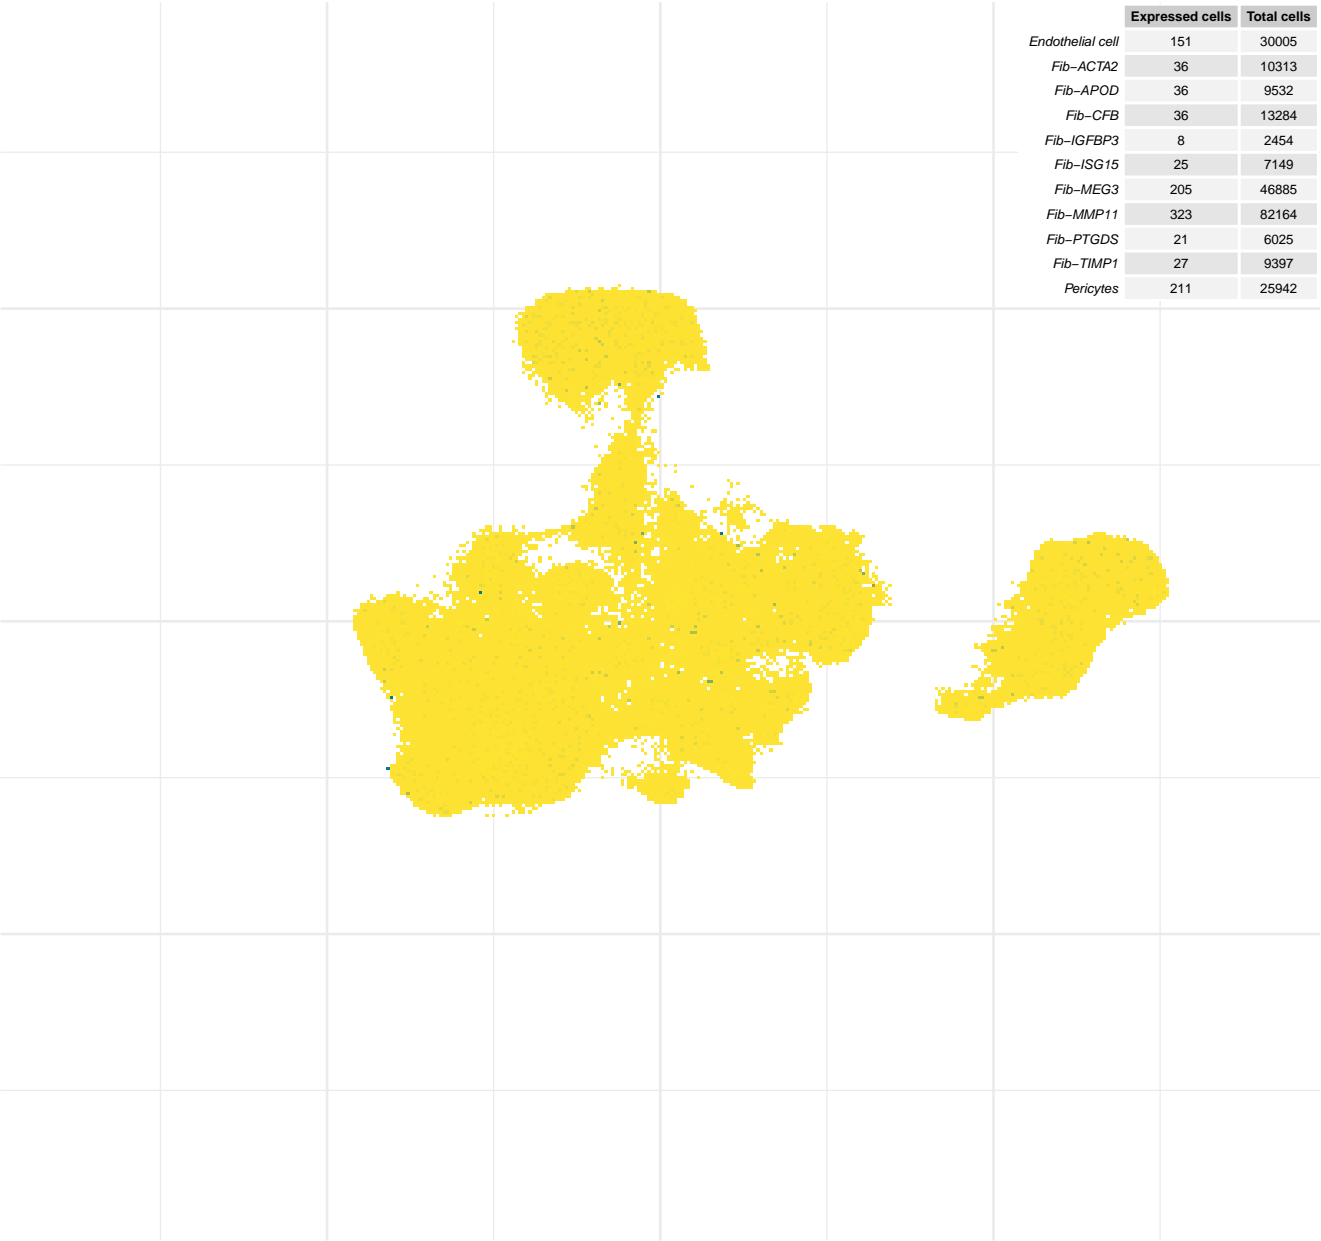 Expressed cells Total cells
Endothelial cell 151 30005
Fib−ACTA2 36 10313
Fib−APOD 36 9532
Fib−CFB 36 13284
Fib−IGFBP3 8 2454
Fib−ISG15 25 7149
Fib−MEG3 205 46885
Fib−MMP11 323 82164
Fib−PTGDS 21 6025
Fib−TIMP1 27 9397
Pericytes 211 25942